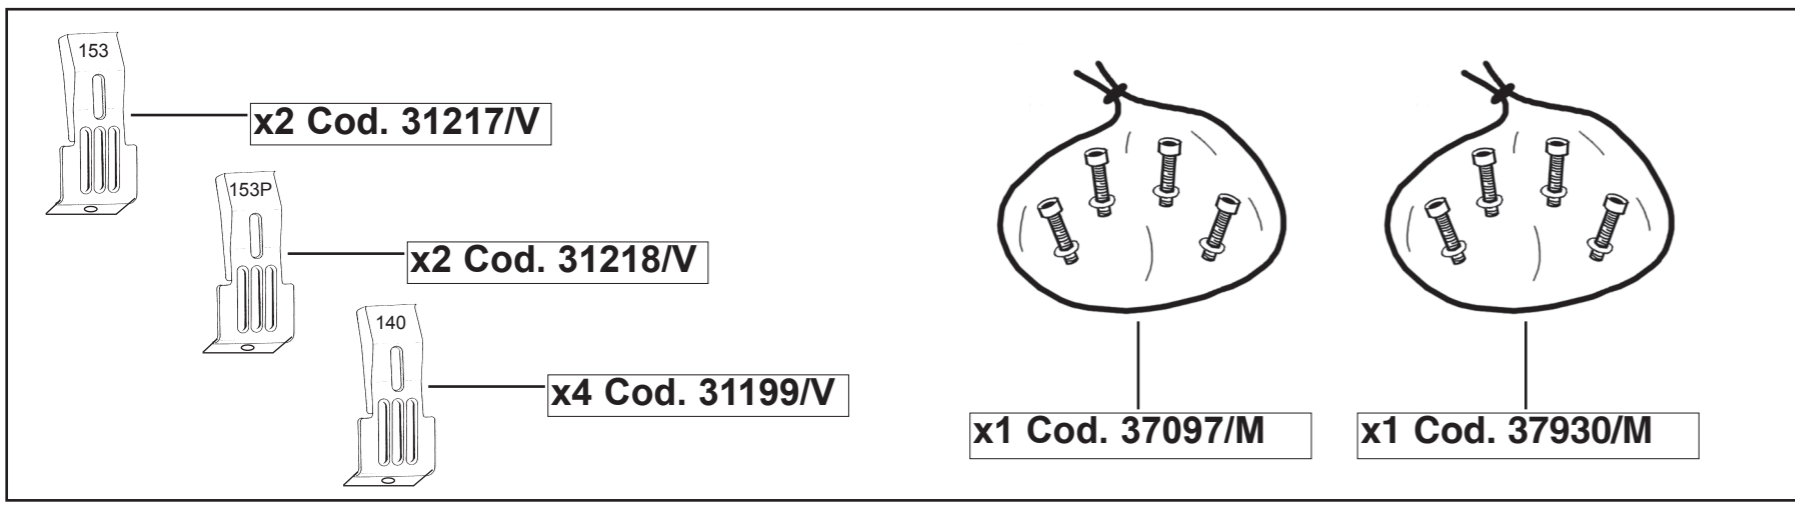 153
x2 Cod. 31217/V
153P
x2 Cod. 31218/V
140
x4 Cod. 31199/V
x1 Cod. 37097/M
x1 Cod. 37930/M